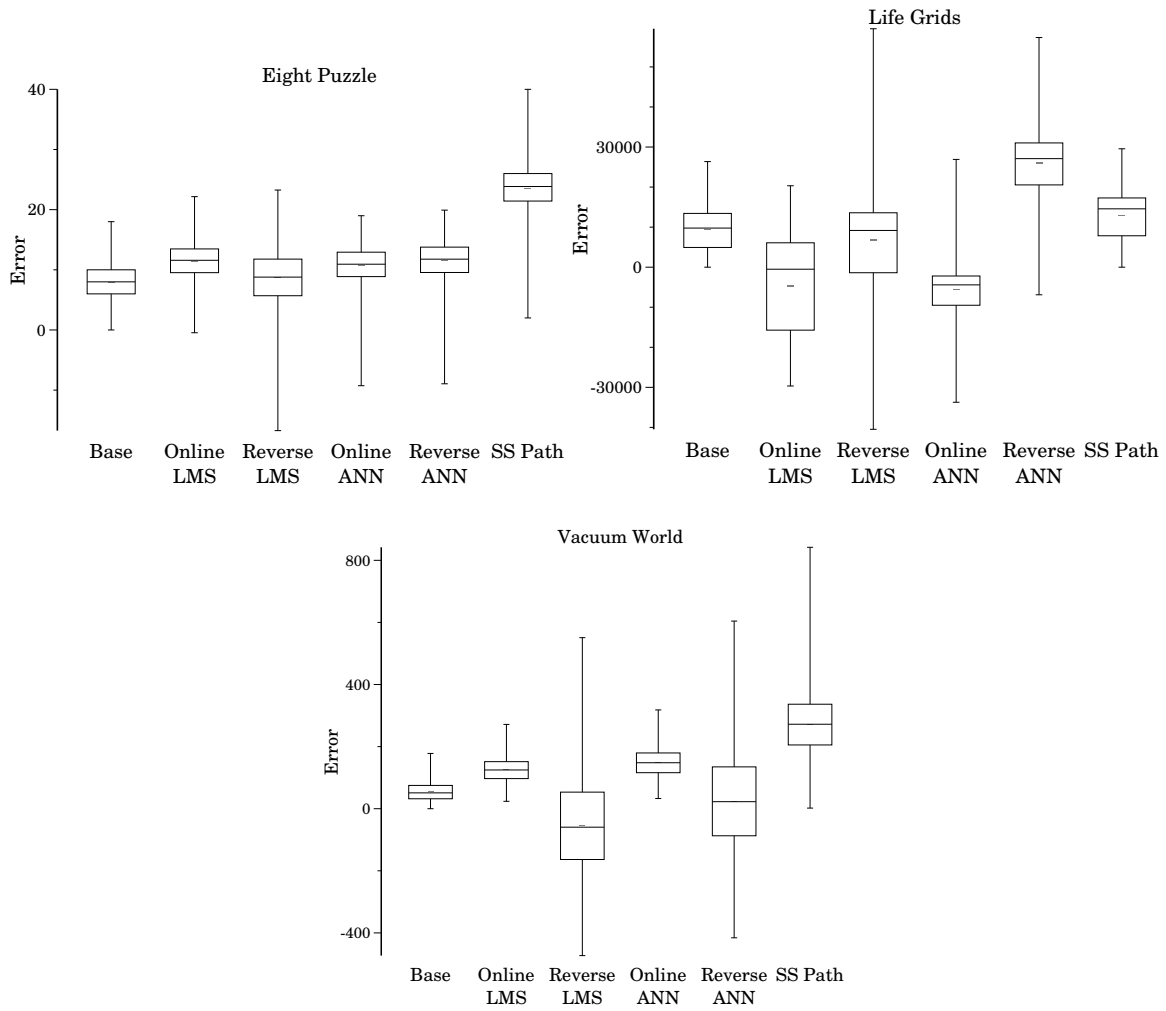 Eight Puzzle
40
20
0
Error
Base Online Reverse Online Reverse SS Path
LMS LMS ANN ANN
Life Grids
30000
0
-30000
Error
Base Online Reverse Online Reverse SS Path
LMS LMS ANN ANN
Vacuum World
800
400
0
-400
Error
Base Online Reverse Online Reverse SS Path
LMS LMS ANN ANN